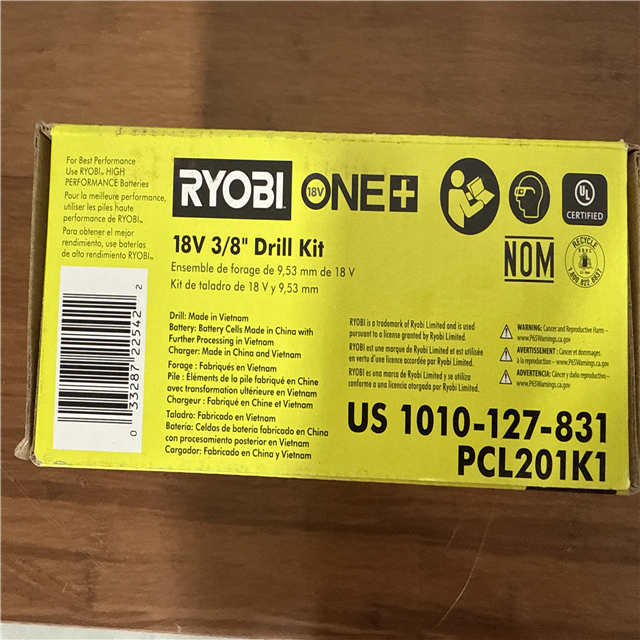 For Best Performance
Use RYOBI™ HIGH
PERFORMANCE Batteries
Pour la meilleure performance,
utiliser les piles haute
performance de RYOBI™
Para obtener el mejor
rendimiento, use baterías
de alto rendimiento RYOBI™
0 33287 22542 2
RYOBI 18V ONE+
18V 3/8" Drill Kit
Ensemble de forage de 9,53 mm de 18 V
Kit de taladro de 18 V y 9,53 mm
UL
CERTIFIED
NOM
RECYCLE
1.800.822.8837
Drill: Made in Vietnam
Battery: Battery Cells Made in China with
Further Processing in Vietnam
Charger: Made in China and Vietnam
Forage : Fabriqués en Vietnam
Pile : Éléments de la pile fabriqué en Chine
avec transformation ultérieure en Vietnam
Chargeur : Fabriqué en Chine et Vietnam
Taladro: Fabricado en Vietnam
Batería: Celdas de batería fabricado en China
con procesamiento posterior en Vietnam
Cargador: Fabricado en China y Vietnam
RYOBI is a trademark of Ryobi Limited and is used
pursuant to a license granted by Ryobi Limited.
RYOBI est une marque de Ryobi Limited et est utilisée
en vertu d'une licence accordée par Ryobi Limited.
RYOBI es una marca de Ryobi Limited y se utiliza
conforme a una licencia otorgada por Ryobi Limited.
WARNING: Cancer and Reproductive Harm –
www.P65Warnings.ca.gov
AVERTISSEMENT : Cancer et dommages
à la reproduction – www.P65Warnings.ca.gov
ADVERTENCIA: Cáncer y daño reproductivo –
www.P65Warnings.ca.gov
US 1010-127-831
PCL201K1